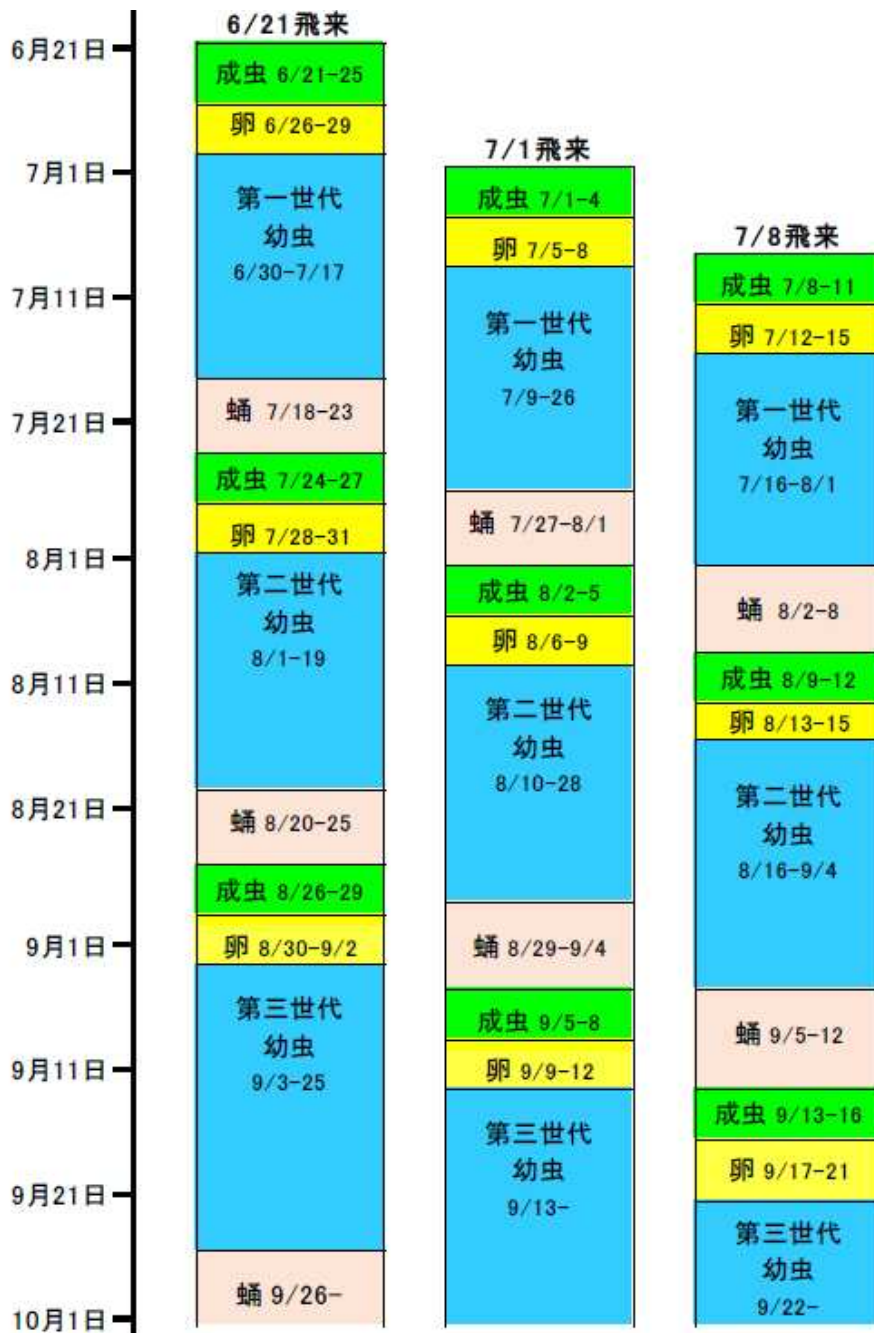 6月21日
7月1日
7月11日
7月21日
8月1日
8月11日
8月21日
9月1日
9月11日
9月21日
10月1日
6/21飛来
成虫 6/21-25
卵 6/26-29
第一世代
幼虫
6/30-7/17
蛹 7/18-23
成虫 7/24-27
卵 7/28-31
第二世代
幼虫
8/1-19
蛹 8/20-25
成虫 8/26-29
卵 8/30-9/2
第三世代
幼虫
9/3-25
蛹 9/26-
7/1飛来
成虫 7/1-4
卵 7/5-8
第一世代
幼虫
7/9-26
蛹 7/27-8/1
成虫 8/2-5
卵 8/6-9
第二世代
幼虫
8/10-28
蛹 8/29-9/4
成虫 9/5-8
卵 9/9-12
第三世代
幼虫
9/13-
7/8飛来
成虫 7/8-11
卵 7/12-15
第一世代
幼虫
7/16-8/1
蛹 8/2-8
成虫 8/9-12
卵 8/13-15
第二世代
幼虫
8/16-9/4
蛹 9/5-12
成虫 9/13-16
卵 9/17-21
第三世代
幼虫
9/22-